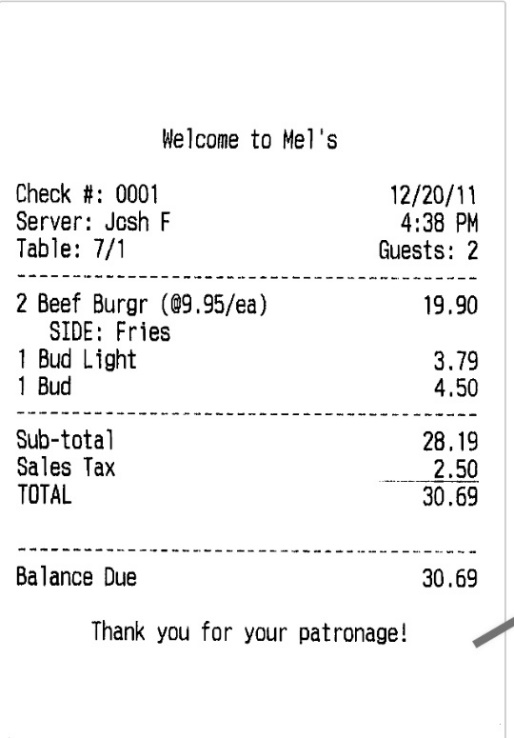 Welcome to Mel's
Check #: 0001 12/20/11
Server: Josh F 4:38 PM
Table: 7/1 Guests: 2
2 Beef Burgr (@9.95/ea) 19.90
SIDE: Fries
1 Bud Light 3.79
1 Bud 4.50
Sub-total 28.19
Sales Tax 2.50
TOTAL 30.69
Balance Due 30.69
Thank you for your patronage!